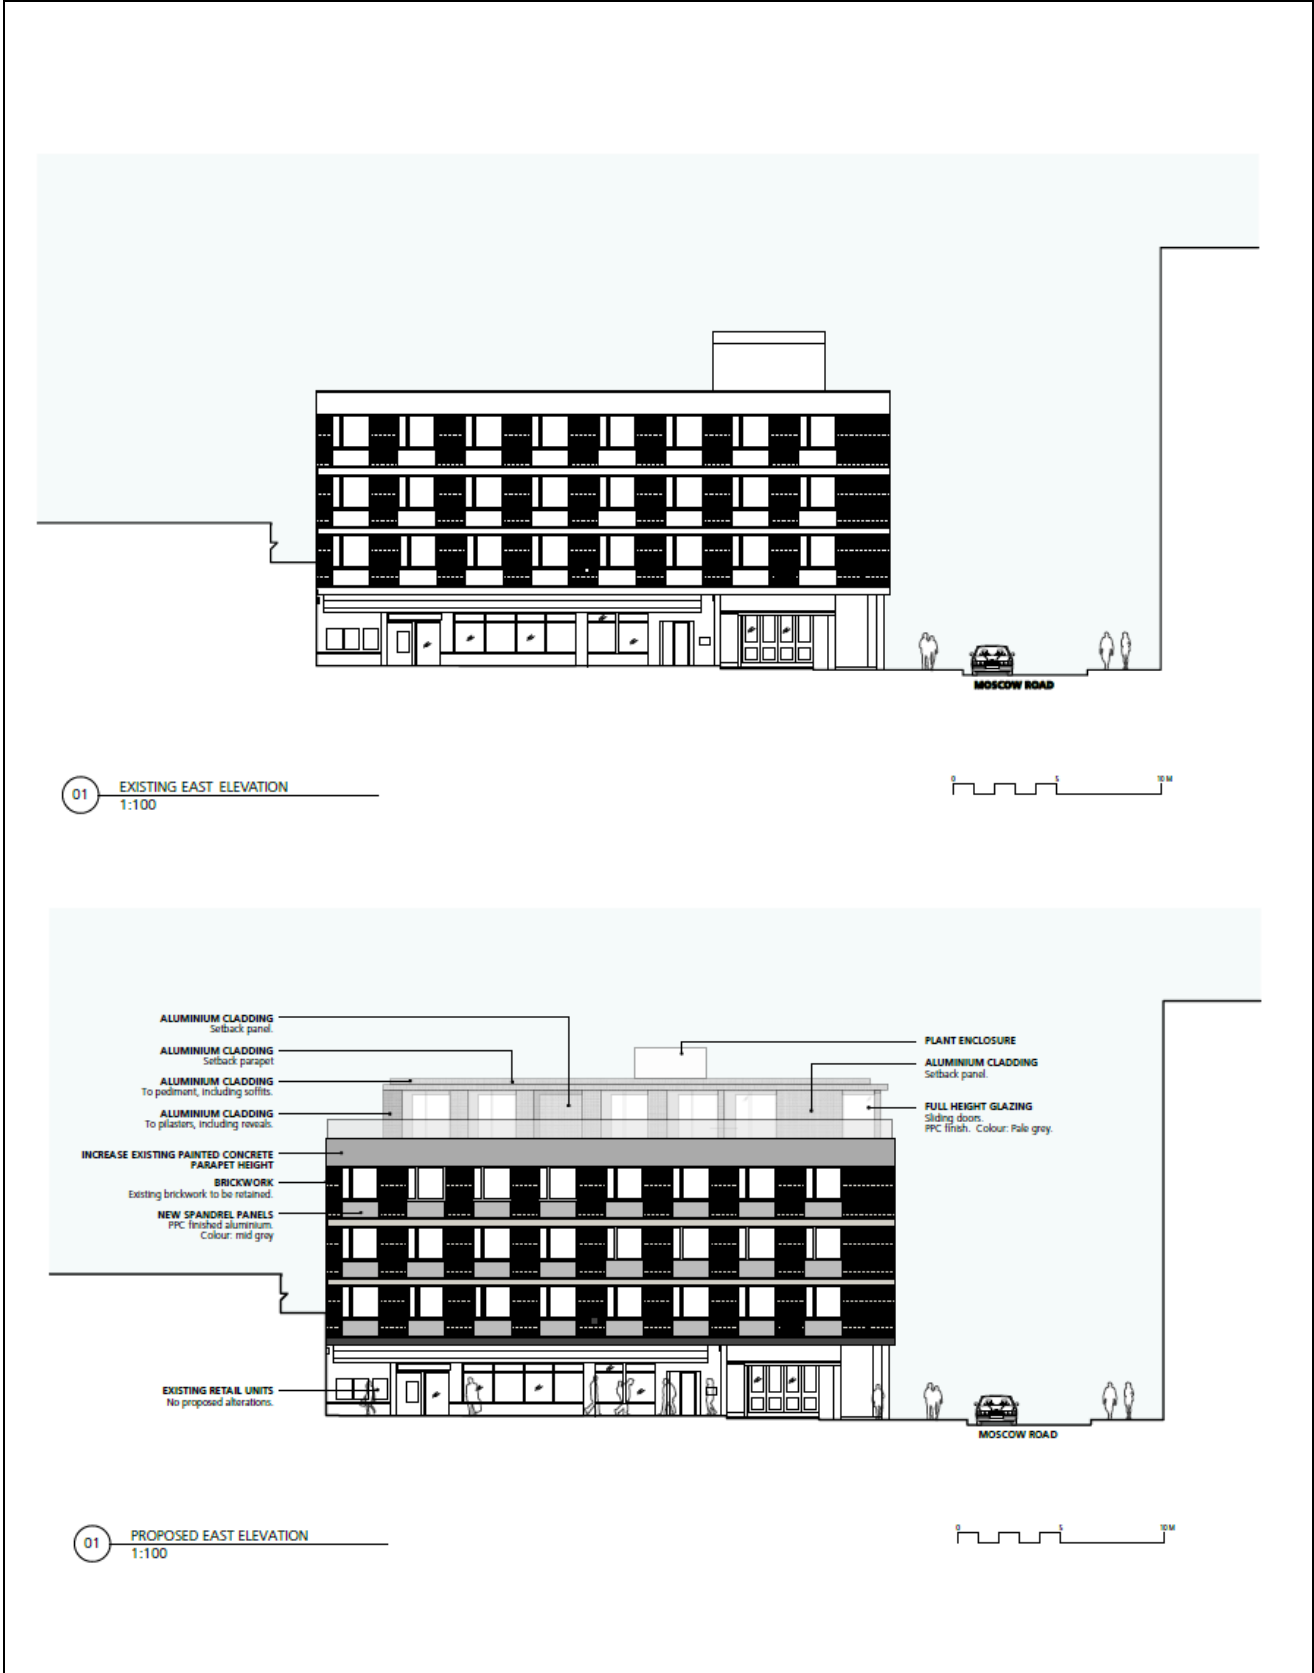 MOSCOW ROAD
0 5 10 M
01
EXISTING EAST ELEVATION
1:100
ALUMINIUM CLADDING
Setback panel.
ALUMINIUM CLADDING
Setback parapet
ALUMINIUM CLADDING
To pediment, including soffits.
ALUMINIUM CLADDING
To pilasters, including reveals.
INCREASE EXISTING PAINTED CONCRETE
PARAPET HEIGHT
BRICKWORK
Existing brickwork to be retained.
NEW SPANDREL PANELS
PPC finished aluminium.
Colour: mid grey
EXISTING RETAIL UNITS
No proposed alterations.
PLANT ENCLOSURE
ALUMINIUM CLADDING
Setback panel.
FULL HEIGHT GLAZING
Sliding doors.
PPC finish. Colour: Pale grey.
MOSCOW ROAD
0 5 10 M
01
PROPOSED EAST ELEVATION
1:100